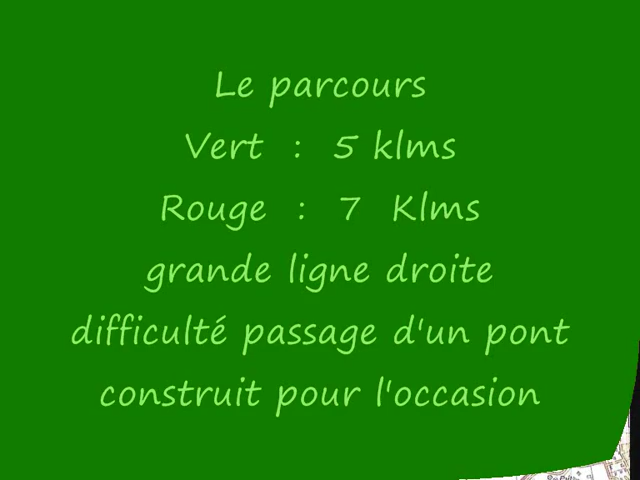 Le parcours
Vert : 5 klms
Rouge : 7 Klms
grande ligne droite
difficulté passage d'un pont
construit pour l'occasion